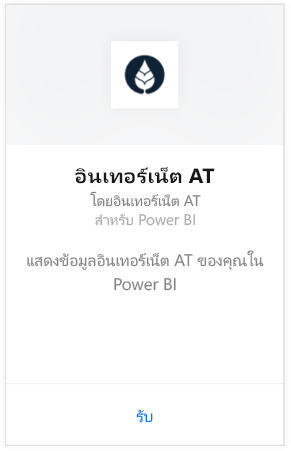 อินเทอร์เน็ต AT
โดยอินเทอร์เน็ต AT
สำหรับ Power BI
แสดงข้อมูลอินเทอร์เน็ต AT ของคุณใน
Power BI
รับ